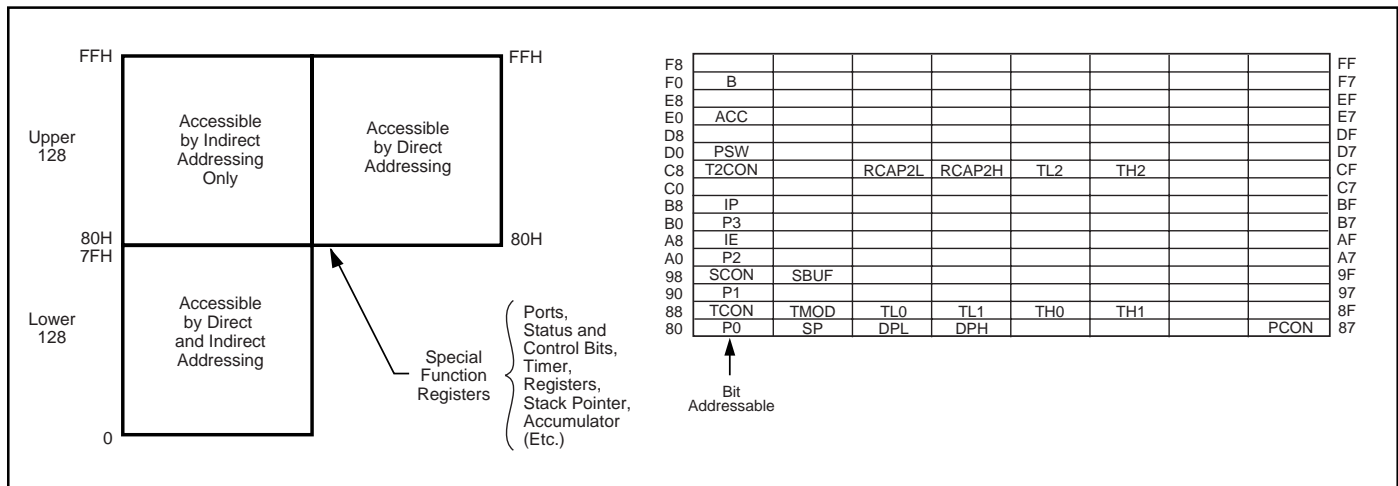 FFH
FFH
Upper
128
Accessible
by Indirect
Addressing
Only
Accessible
by Direct
Addressing
80H
7FH
80H
Lower
128
Accessible
by Direct
and Indirect
Addressing
0
Special
Function
Registers
Ports,
Status and
Control Bits,
Timer,
Registers,
Stack Pointer,
Accumulator
(Etc.)
F8 FF
F0 B F7
E8 EF
E0 ACC E7
D8 DF
D0 PSW D7
C8 T2CON RCAP2L RCAP2H TL2 TH2 CF
C0 C7
B8 IP BF
B0 P3 B7
A8 IE AF
A0 P2 A7
98 SCON SBUF 9F
90 P1 97
88 TCON TMOD TL0 TL1 TH0 TH1 8F
80 P0 SP DPL DPH PCON 87
Bit
Addressable